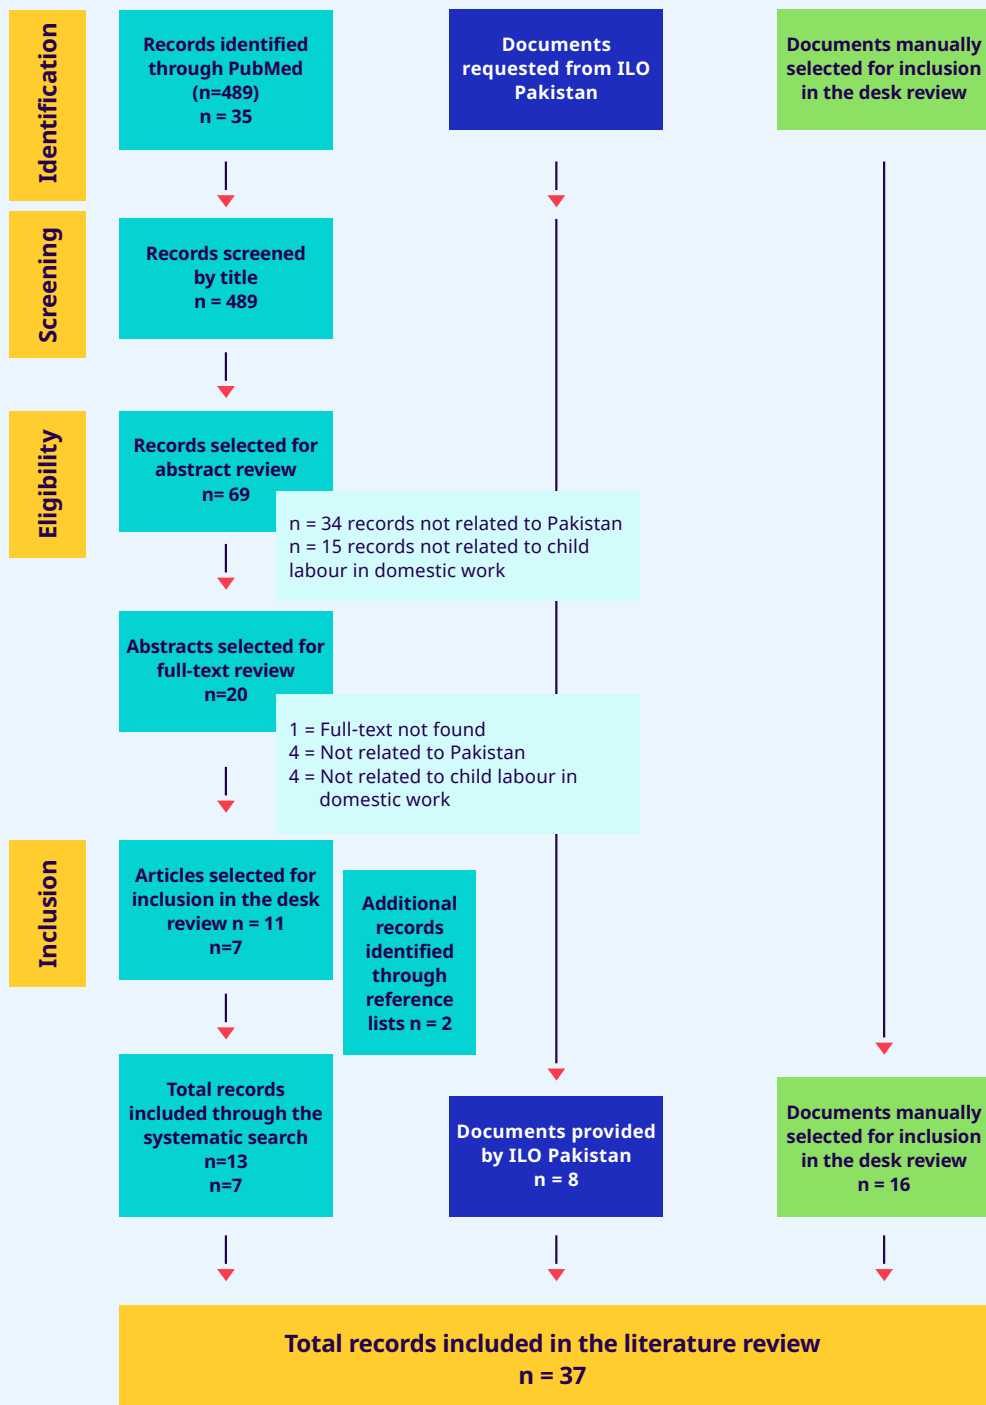 Identification
Records identified
through PubMed
(n=489)
n = 35
Documents
requested from ILO
Pakistan
Documents manually
selected for inclusion
in the desk review
Screening
Records screened
by title
n = 489
Eligibility
Records selected for
abstract review
n= 69
n = 34 records not related to Pakistan
n = 15 records not related to child
labour in domestic work
Abstracts selected for
full-text review
n=20
1 = Full-text not found
4 = Not related to Pakistan
4 = Not related to child labour in
domestic work
Inclusion
Articles selected for
inclusion in the desk
review n = 11
n=7
Additional
records
identified
through
reference
lists n = 2
Total records
included through the
systematic search
n=13
n=7
Documents provided
by ILO Pakistan
n = 8
Documents manually
selected for inclusion
in the desk review
n = 16
Total records included in the literature review
n = 37